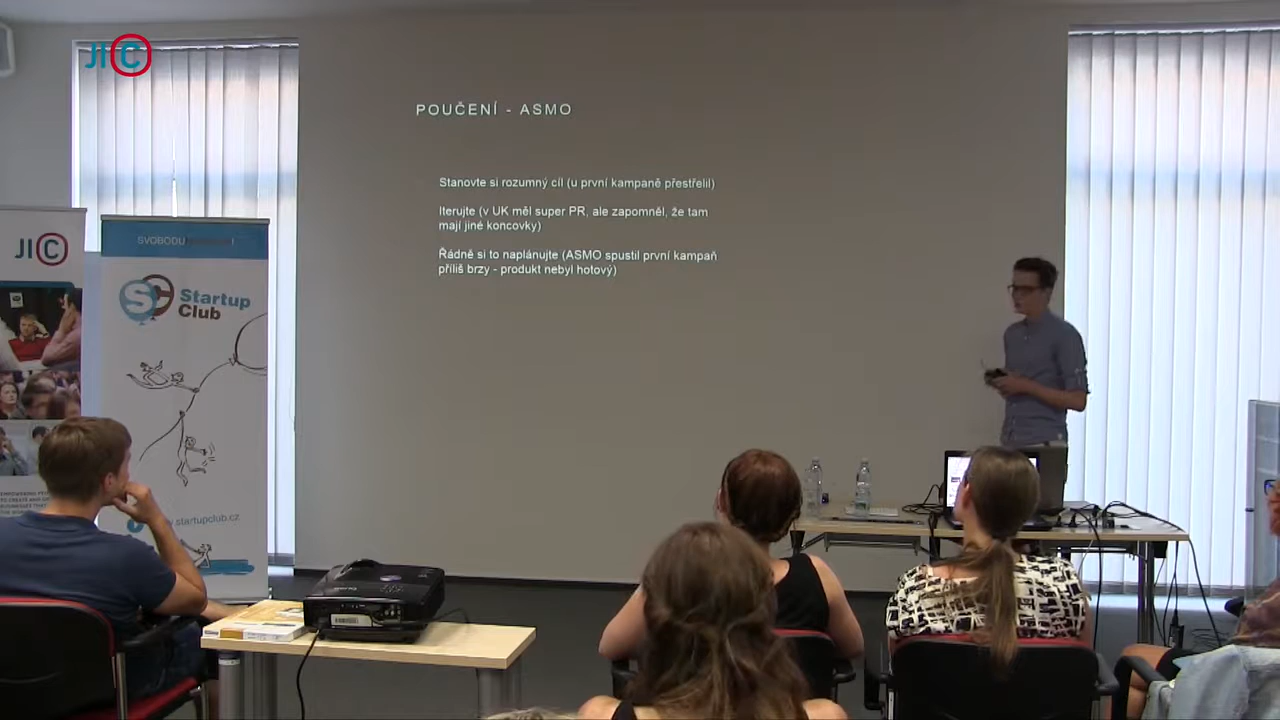 JIC
POUČENÍ - ASMO
Stanovte si rozumný cíl (u první kampaně přestřelil)
Iterujte (v UK měl super PR, ale zapomněl, že tam
mají jiné koncovky)
Řádně si to naplánujte (ASMO spustil první kampaň
příliš brzy - produkt nebyl hotový)
JIC
SVOBODU
SC Startup
Club
startupclub.cz